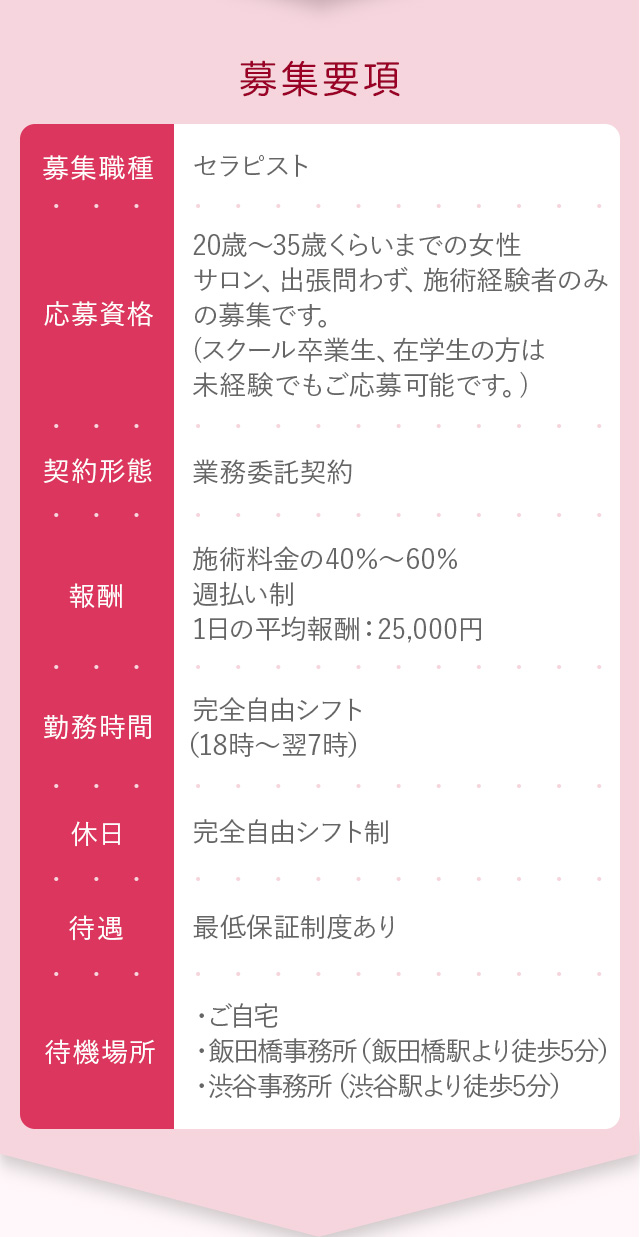 募集要項
募集職種
セラピスト
応募資格
20歳～35歳くらいまでの女性
サロン、出張問わず、施術経験者のみ
の募集です。
(スクール卒業生、在学生の方は
未経験でもご応募可能です。)
契約形態
業務委託契約
報酬
施術料金の40%～60%
週払い制
1日の平均報酬：25,000円
勤務時間
完全自由シフト
(18時～翌7時)
休日
完全自由シフト制
待遇
最低保証制度あり
待機場所
・ご自宅
・飯田橋事務所（飯田橋駅より徒歩5分）
・渋谷事務所（渋谷駅より徒歩5分）